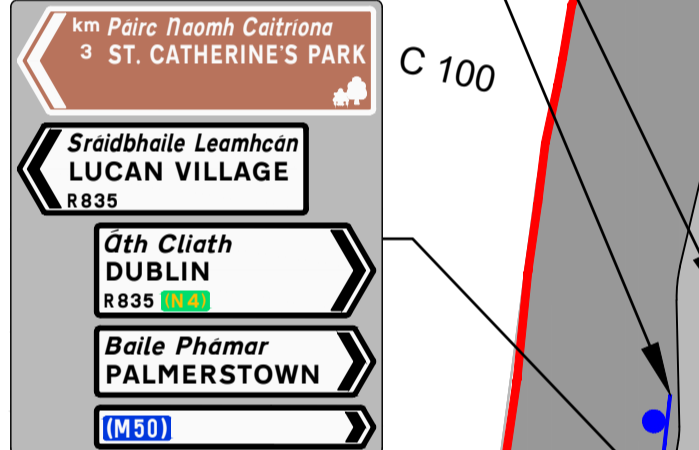 km Páirc Naomh Caitríona
3 ST. CATHERINE'S PARK
Sráidbhaile Leamhcán
LUCAN VILLAGE
R835
Áth Cliath
DUBLIN
R835 (N4)
Baile Phámar
PALMERSTOWN
(M50)
C 100